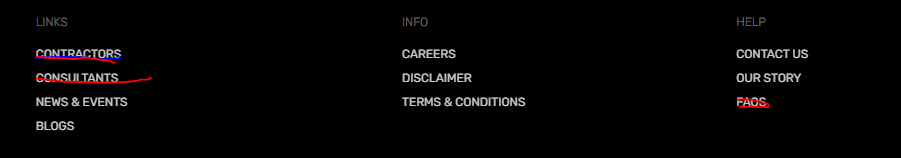 LINKS
CONTRACTORS
CONSULTANTS
NEWS & EVENTS
BLOGS
INFO
CAREERS
DISCLAIMER
TERMS & CONDITIONS
HELP
CONTACT US
OUR STORY
FAQS